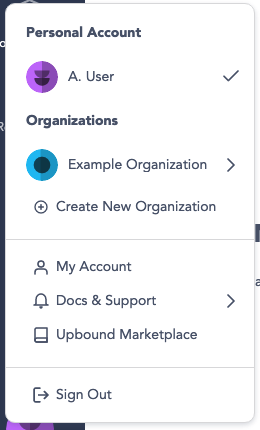 Personal Account
A. User
Organizations
Example Organization
Create New Organization
My Account
Docs & Support
Upbound Marketplace
Sign Out